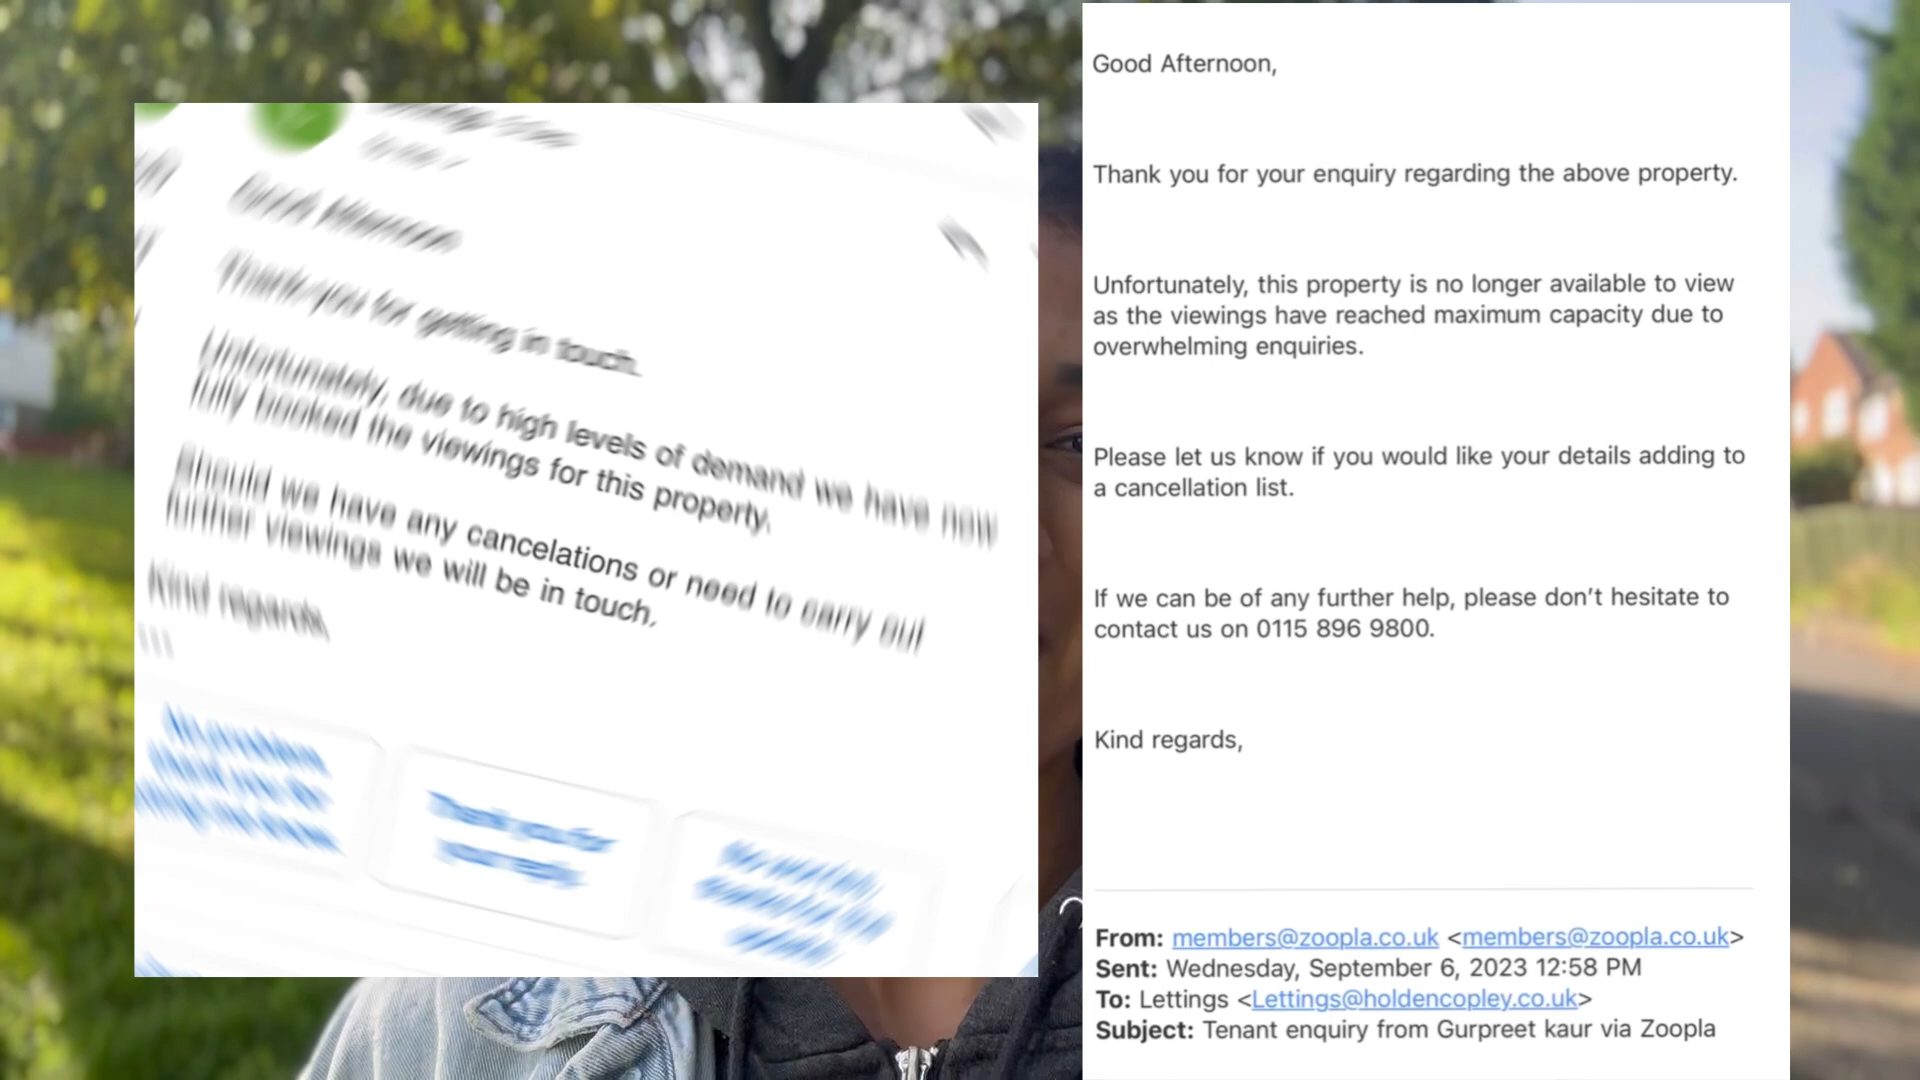 Good Afternoon
Thank you for getting in touch.
Unfortunately, due to high levels of demand we have now
fully booked the viewings for this property.
Should we have any cancelations or need to carry out
further viewings we will be in touch.
Kind regards,
Thank you for
Good Afternoon,
Thank you for your enquiry regarding the above property.
Unfortunately, this property is no longer available to view
as the viewings have reached maximum capacity due to
overwhelming enquiries.
Please let us know if you would like your details adding to
a cancellation list.
If we can be of any further help, please don’t hesitate to
contact us on 0115 896 9800.
Kind regards,
From: members@zoopla.co.uk <members@zoopla.co.uk>
Sent: Wednesday, September 6, 2023 12:58 PM
To: Lettings <Lettings@holdencopley.co.uk>
Subject: Tenant enquiry from Gurpreet kaur via Zoopla